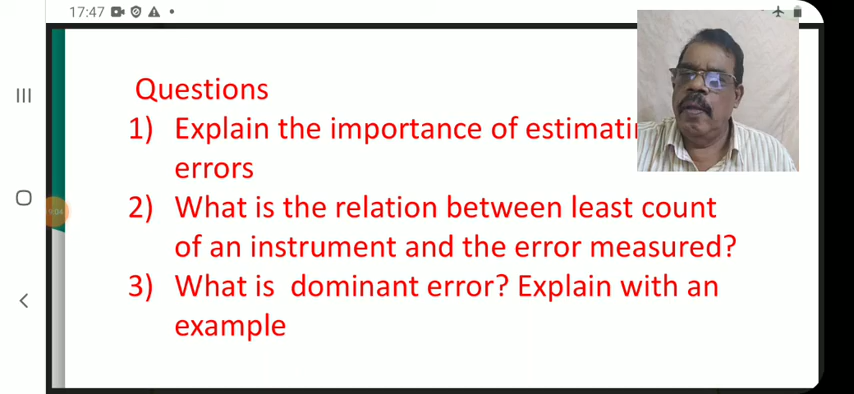 17:47
Questions
1) Explain the importance of
errors
2) What is the relation between least count
of an instrument and the error measured?
3) What is dominant error? Explain with an
example